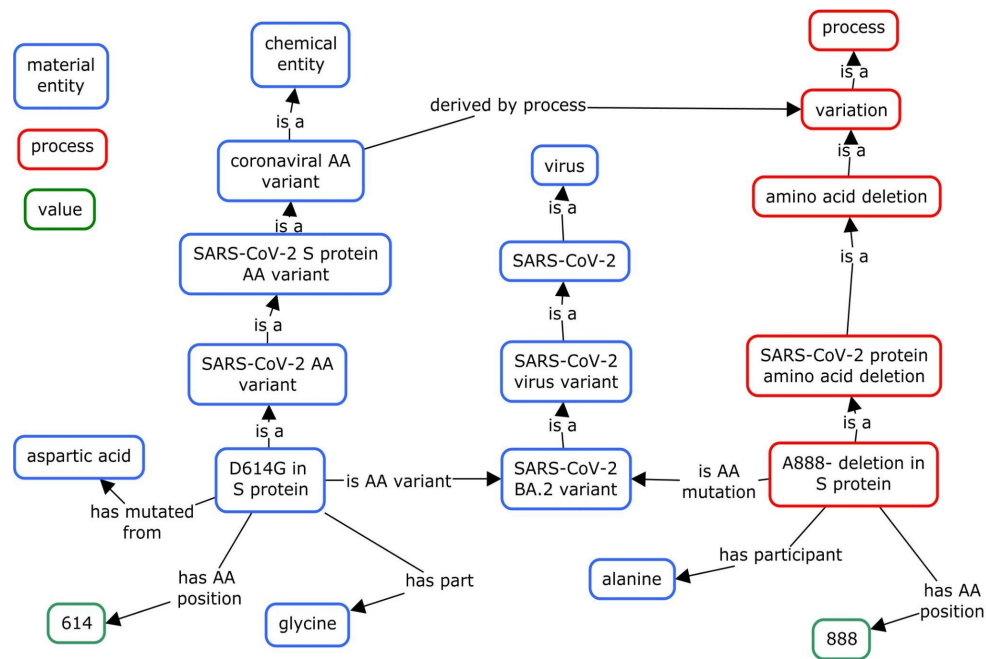 process
chemical
entity
material
entity
is a
derived by process
variation
is a
process
coronaviral AA
variant
is a
virus
value
amino acid deletion
is a
is a
SARS-CoV-2 S protein
AA variant
SARS-CoV-2
is a
is a
is a
SARS-CoV-2 AA
variant
SARS-CoV-2
virus variant
SARS-CoV-2 protein
amino acid deletion
is a
is a
is a
aspartic acid
D614G in
S protein
is AA variant
SARS-CoV-2
BA.2 variant
is AA
mutation
A888- deletion in
S protein
has mutated
from
has AA
position
has part
has participant
alanine
has AA
position
614
glycine
888